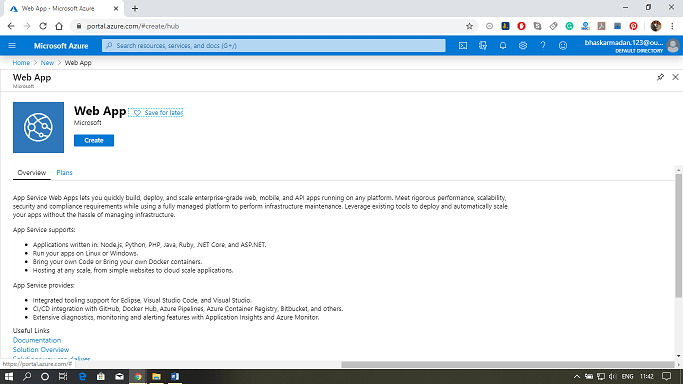 Web App - Microsoft Azure
portal.azure.com/#create/hub
Microsoft Azure
Search resources, services, and docs (G+/)
bhaskarmadan.123@ou...
DEFAULT DIRECTORY
Home > New > Web App
Web App
Microsoft
Web App
Save for later
Microsoft
Create
Overview Plans
App Service Web Apps lets you quickly build, deploy, and scale enterprise-grade web, mobile, and API apps running on any platform. Meet rigorous performance, scalability,
security and compliance requirements while using a fully managed platform to perform infrastructure maintenance. Leverage existing tools to deploy and automatically scale
your apps without the hassle of managing infrastructure.
App Service supports:
• Applications written in: Node.js, Python, PHP, Java, Ruby, .NET Core, and ASP.NET.
• Run your apps on Linux or Windows.
• Bring your own Code or Bring your own Docker containers.
• Hosting at any scale, from simple websites to cloud scale applications.
App Service provides:
• Integrated tooling support for Eclipse, Visual Studio Code, and Visual Studio.
• CI/CD integration with GitHub, Docker Hub, Azure Pipelines, Azure Container Registry, Bitbucket, and others.
• Extensive diagnostics, monitoring and alerting features with Application Insights and Azure Monitor.
Useful Links
Documentation
Solution Overview
https://portal.azure.com/#
ENG 11:42